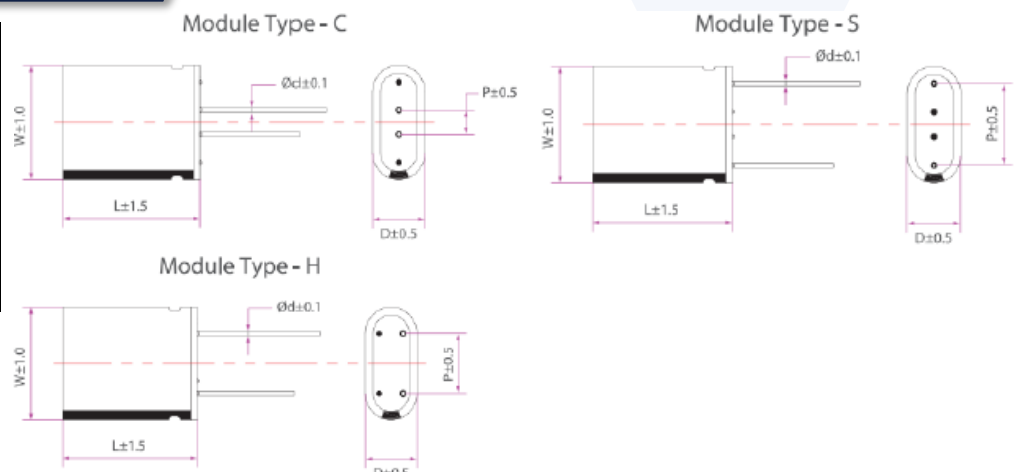 Module Type - C
Ød±0.1
P±0.5
W±1.0
L±1.5
D±0.5
Module Type - S
Ød±0.1
W±1.0
P±0.5
L±1.5
D±0.5
Module Type - H
Ød±0.1
W±1.0
P±0.5
L±1.5
D±0.5